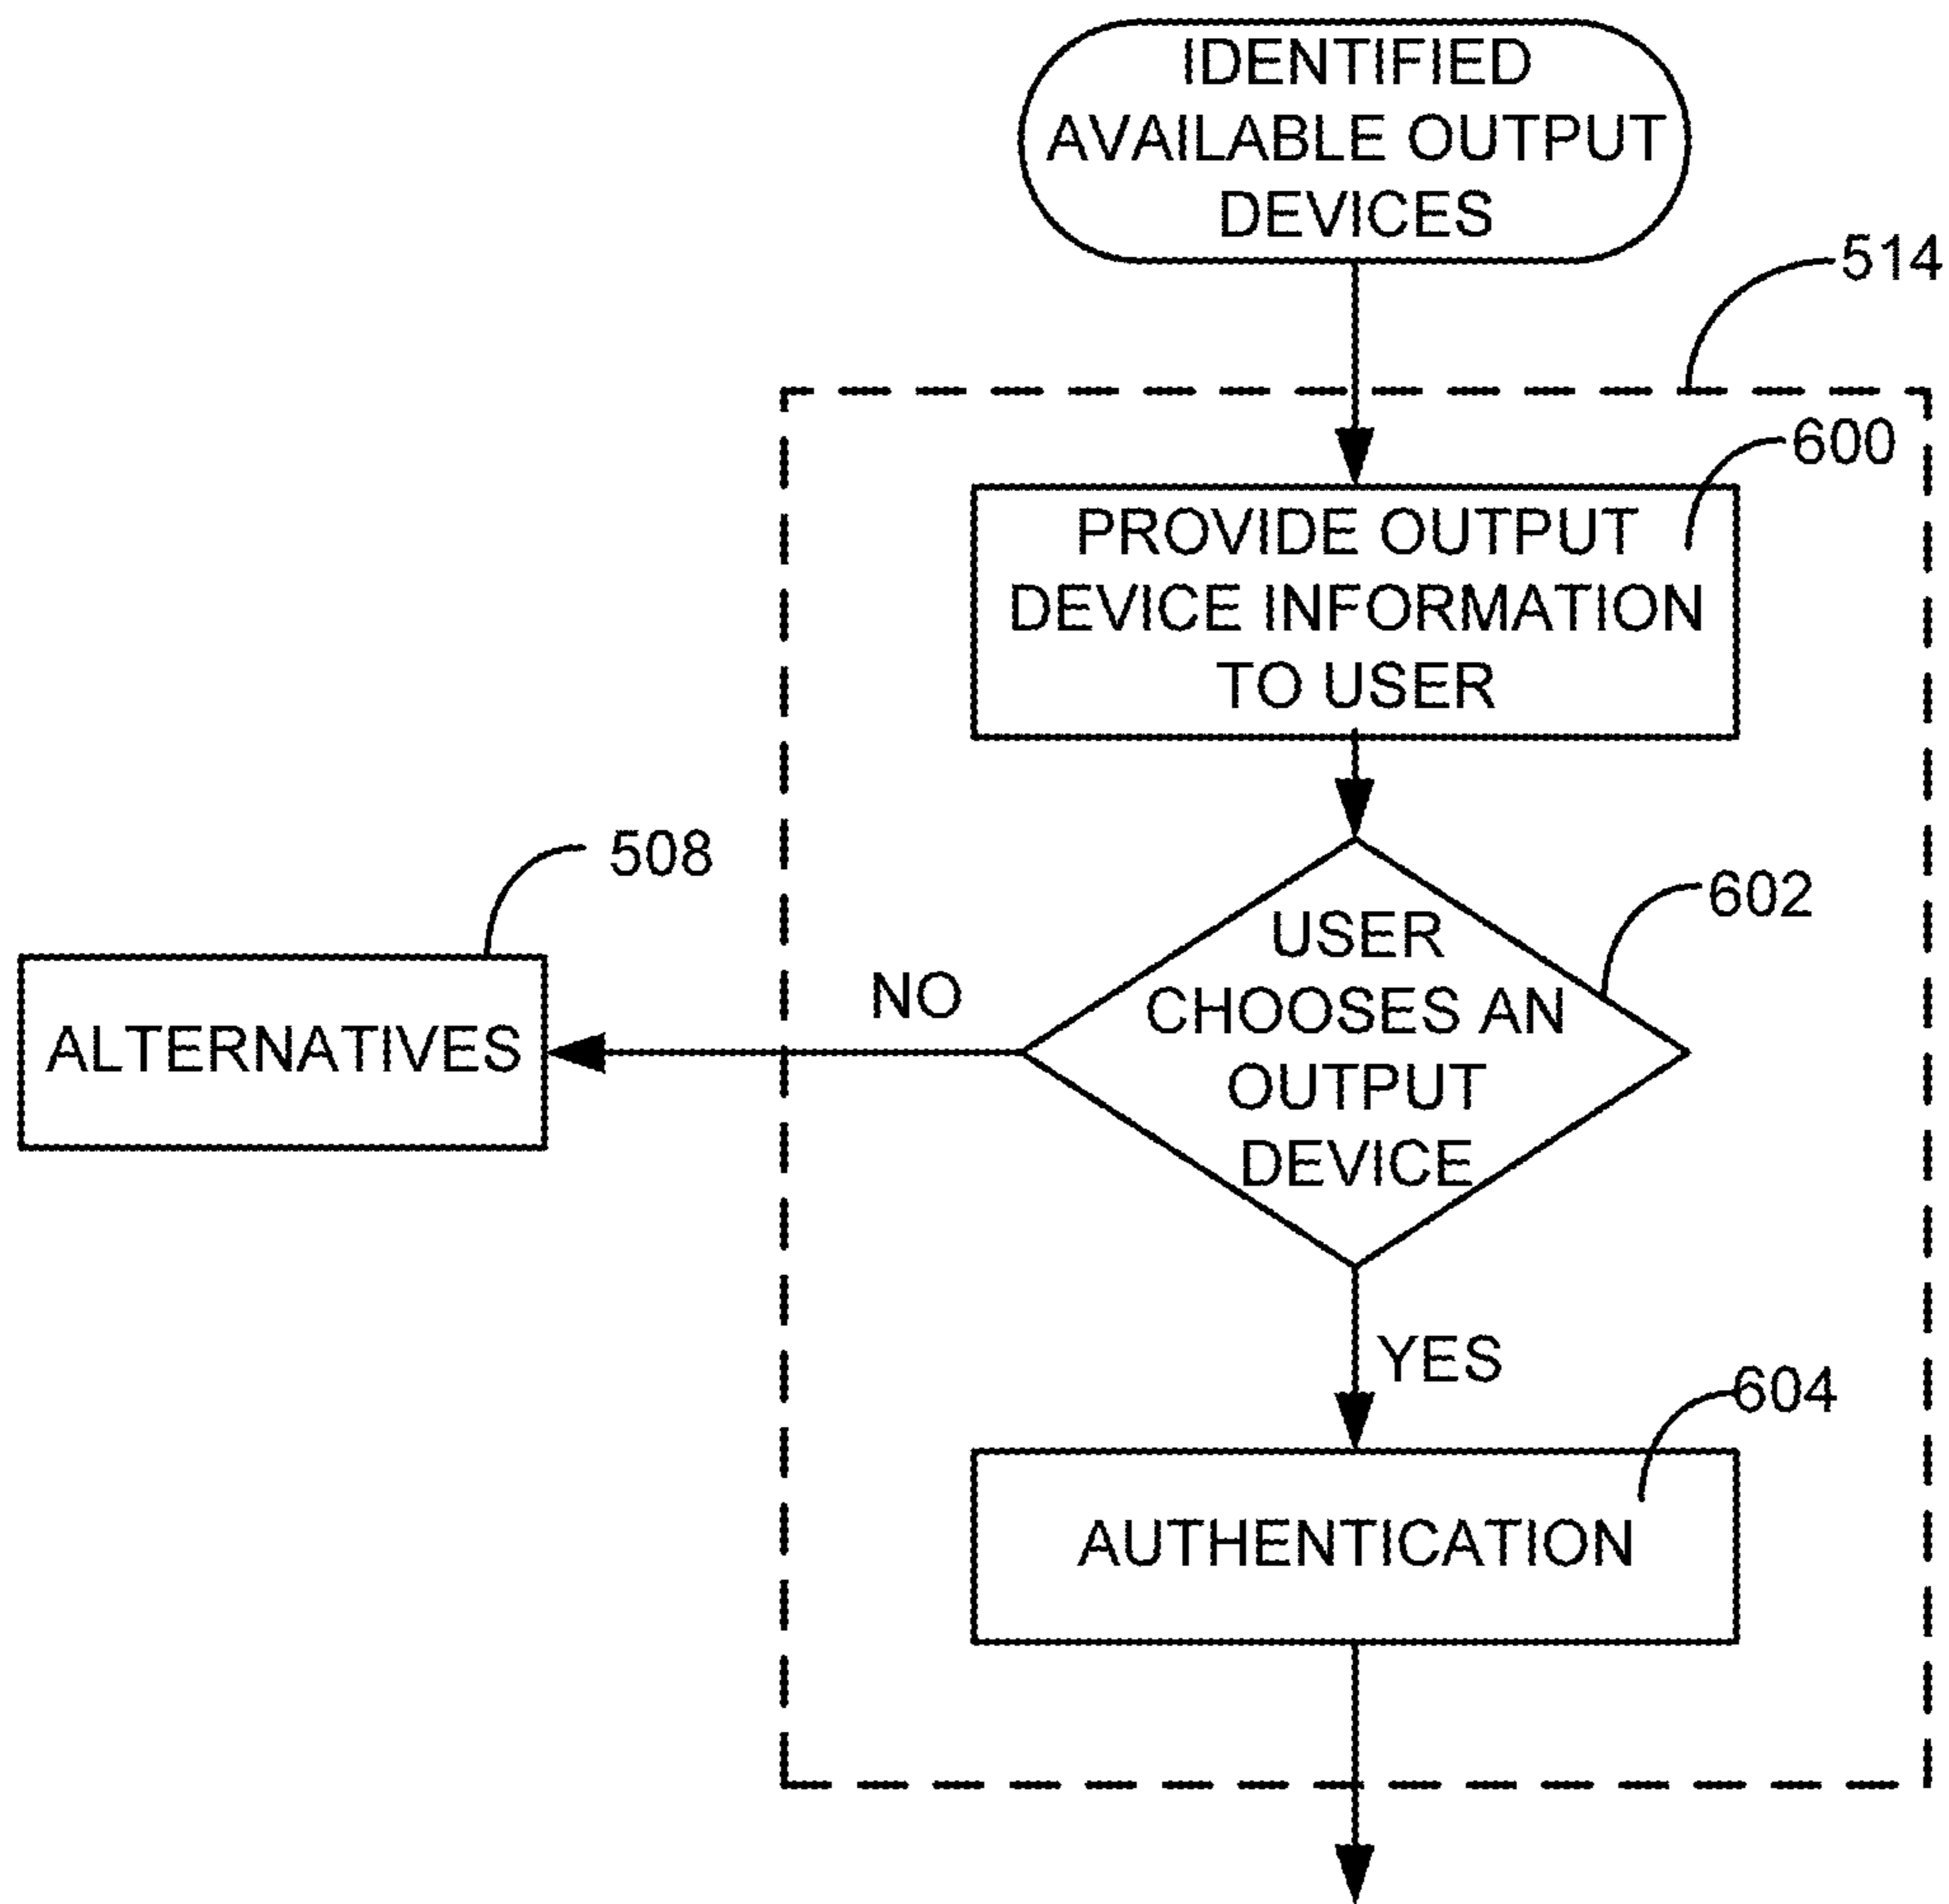 IDENTIFIED
AVAILABLE OUTPUT
DEVICES
514
600
PROVIDE OUTPUT
DEVICE INFORMATION
TO USER
508
602
USER
CHOOSES AN
OUTPUT
DEVICE
NO
ALTERNATIVES
YES
604
AUTHENTICATION